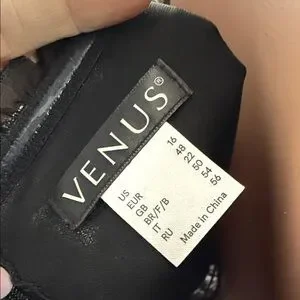 VENUS®
US 16
EUR 48
GB 22
BR/F/B 50
IT 54
RU 56
Made in China